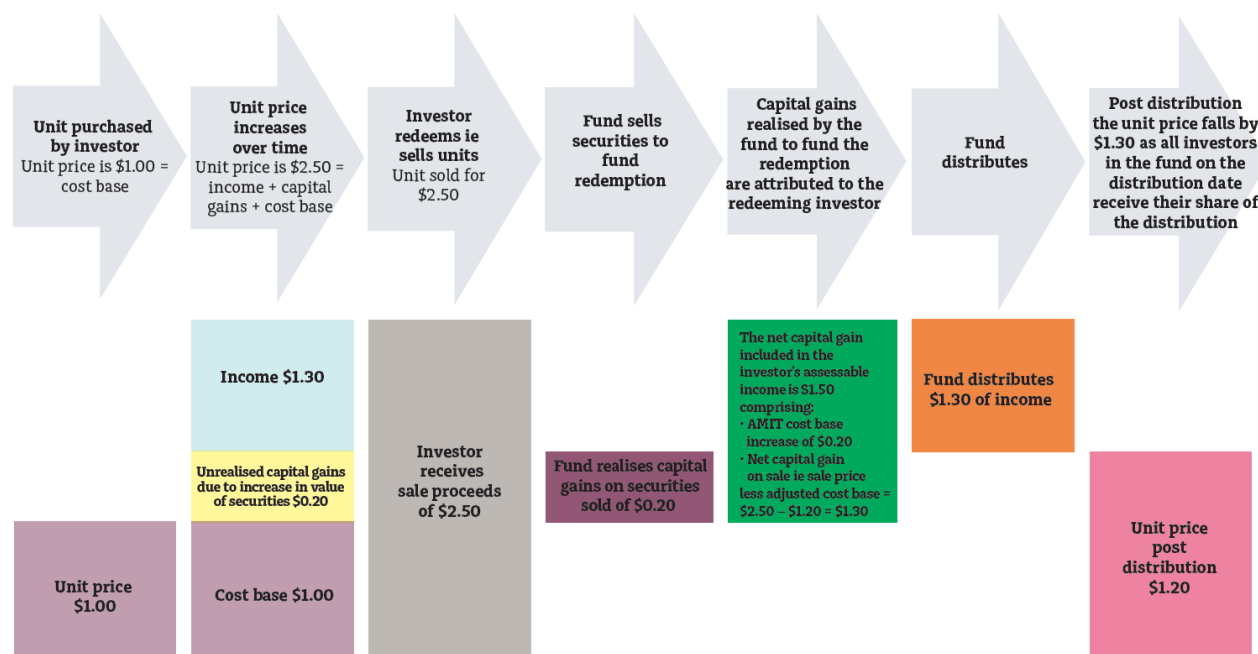 Unit purchased
by investor
Unit price is $1.00 =
cost base
Unit price
increases
over time
Unit price is $2.50 =
income + capital
gains + cost base
Investor
redeems ie
sells units
Unit sold for
$2.50
Fund sells
securities to
fund
redemption
Capital gains
realised by the
fund to fund the
redemption
are attributed to the
redeeming investor
Fund
distributes
Post distribution
the unit price falls by
$1.30 as all investors
in the fund on the
distribution date
receive their share of
the distribution
Unit price
$1.00
Income $1.30
Unrealised capital gains
due to increase in value
of securities $0.20
Cost base $1.00
Investor
receives
sale proceeds
of $2.50
Fund realises capital
gains on securities
sold of $0.20
The net capital gain
included in the
investor's assessable
income is $1.50
comprising:
· AMIT cost base
increase of $0.20
· Net capital gain
on sale ie sale price
less adjusted cost base =
$2.50 – $1.20 = $1.30
Fund distributes
$1.30 of income
Unit price
post
distribution
$1.20